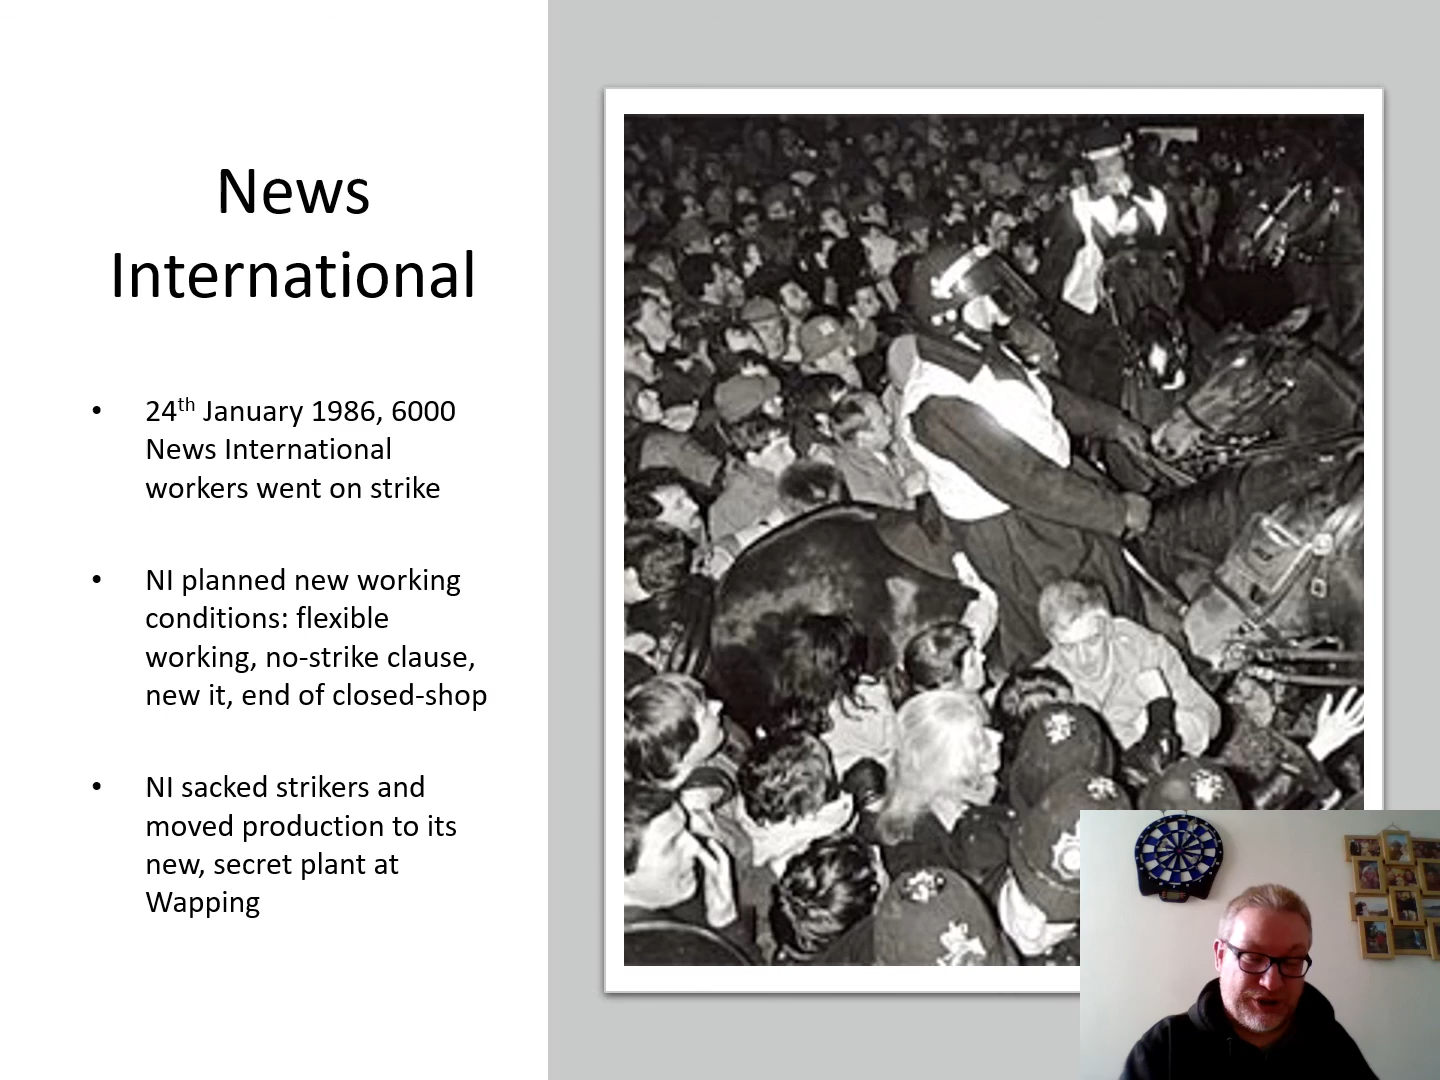 News
International
• 24th January 1986, 6000
News International
workers went on strike
• NI planned new working
conditions: flexible
working, no-strike clause,
new it, end of closed-shop
• NI sacked strikers and
moved production to its
new, secret plant at
Wapping